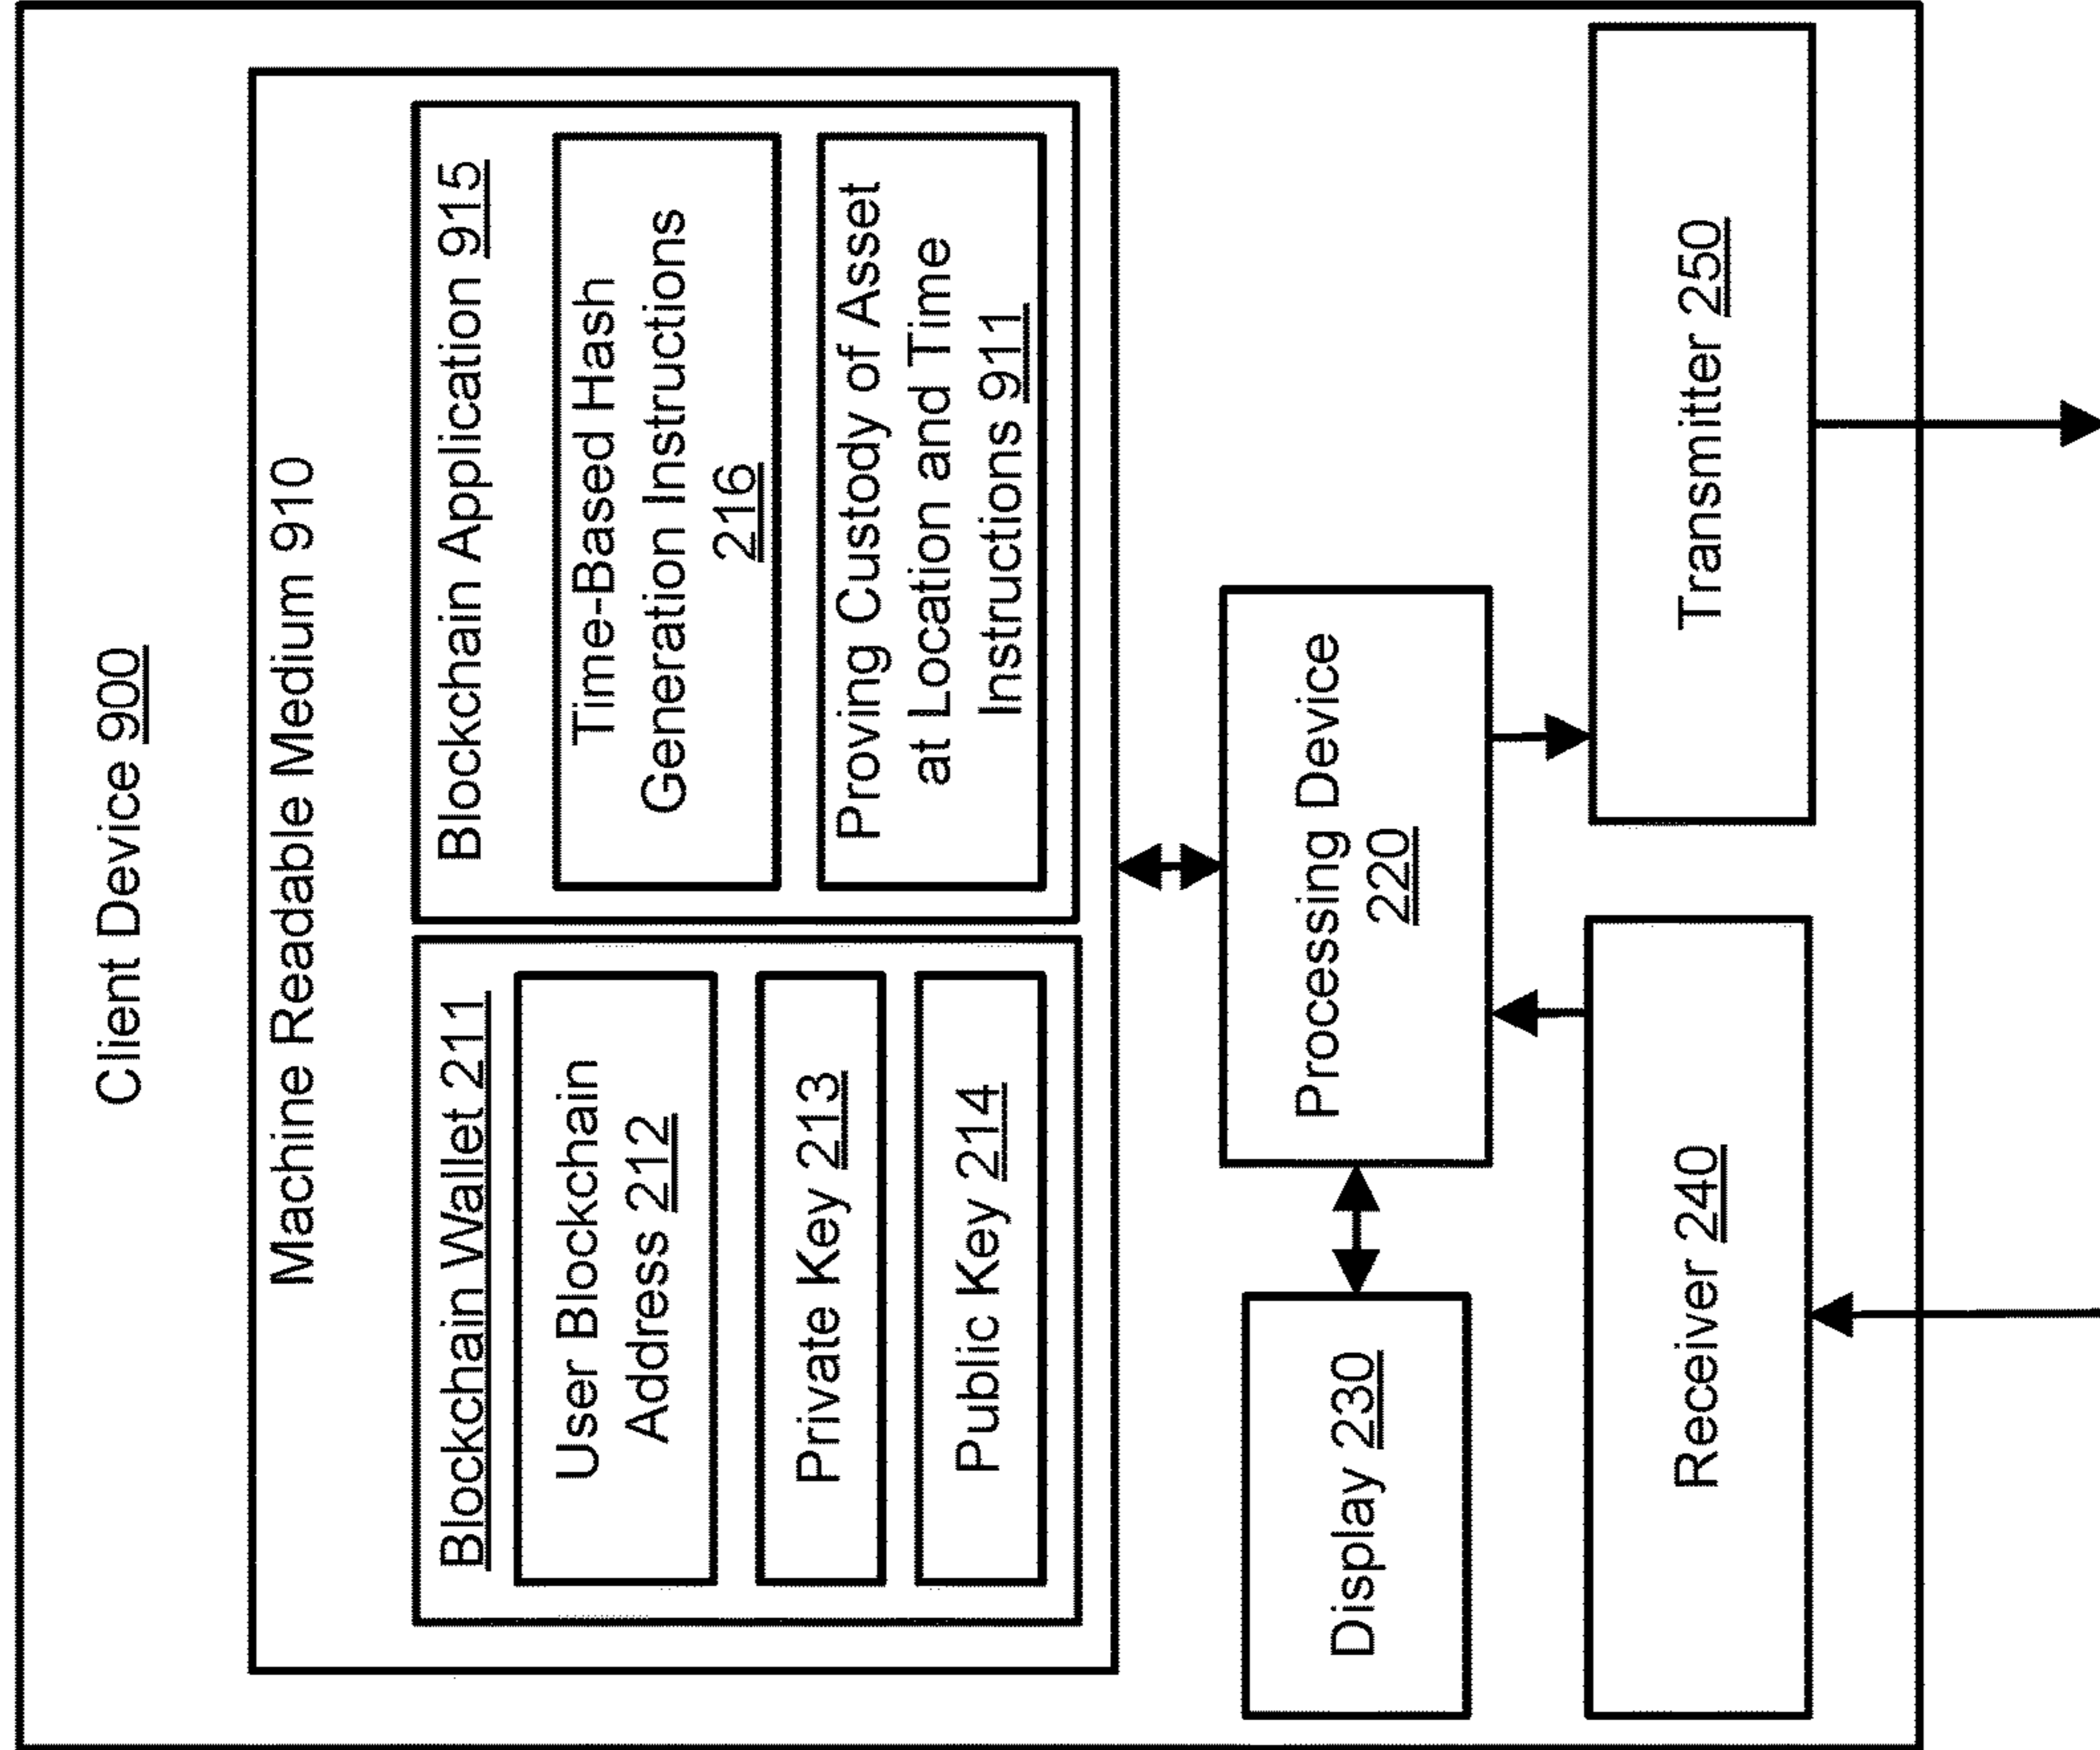 Client Device 900
Machine Readable Medium 910
Blockchain Wallet 211
User Blockchain
Address 212
Private Key 213
Public Key 214
Blockchain Application 915
Time-Based Hash
Generation Instructions
216
Proving Custody of Asset
at Location and Time
Instructions 911
Display 230
Processing Device
220
Receiver 240
Transmitter 250